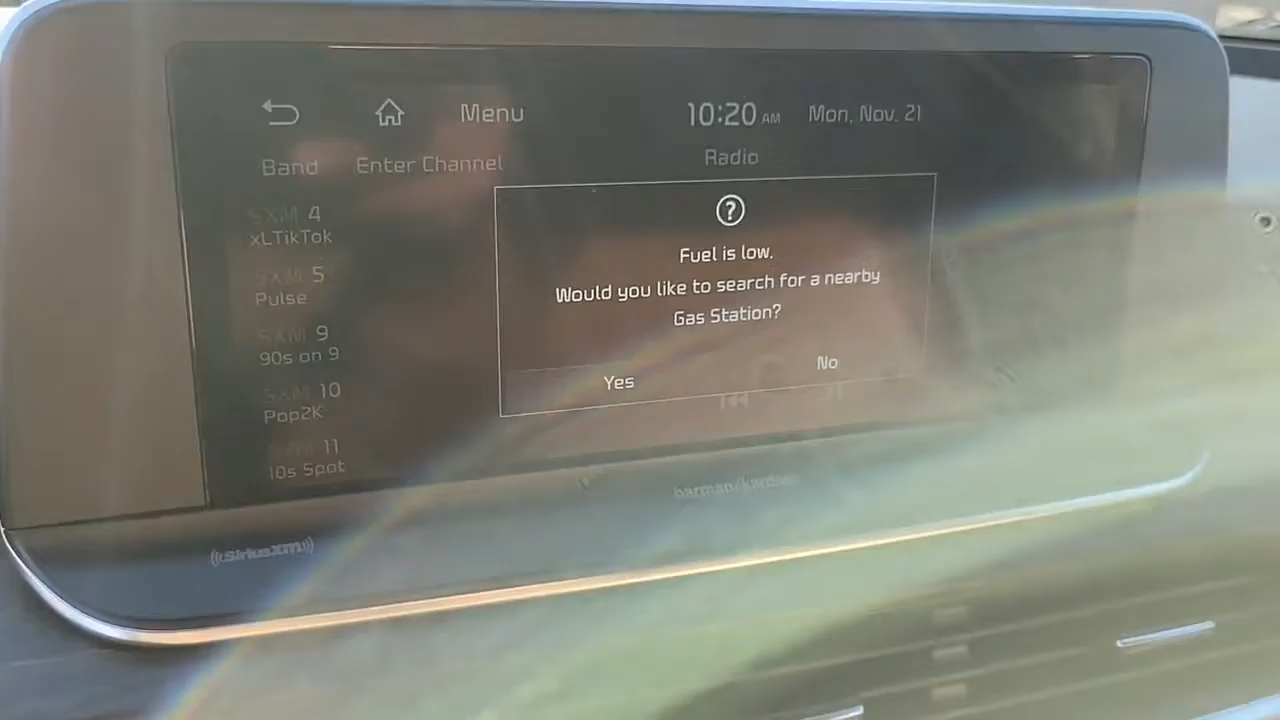 Menu
10:20 AM
Mon, Nov. 21
Band
Enter Channel
Radio
SXM 4
xLTikTok
SXM 5
Pulse
SXM 9
90s on 9
SXM 10
Pop2K
SXM 11
10s Spot
?
Fuel is low.
Would you like to search for a nearby
Gas Station?
Yes
No
harman/kardon
((SiriusXM))